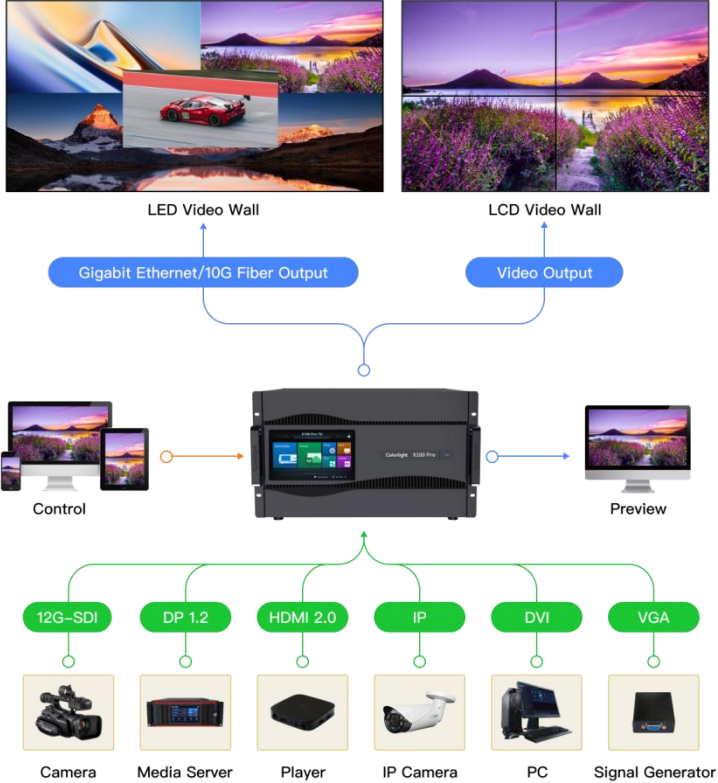 LED Video Wall
LCD Video Wall
Gigabit Ethernet/10G Fiber Output
Video Output
Colorlight X100 Pro
Control
Preview
12G-SDI
DP 1.2
HDMI 2.0
IP
DVI
VGA
Camera
Media Server
Player
IP Camera
PC
Signal Generator